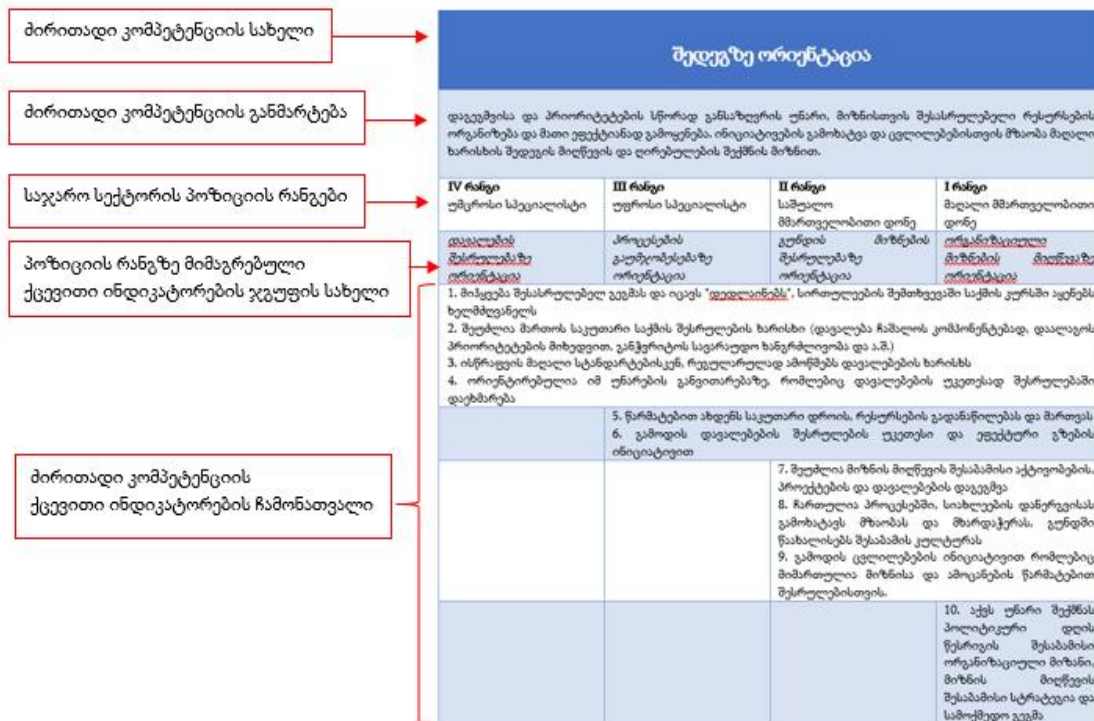 ძირითადი კომპეტენციის სახელი
შედეგზე ორიენტაცია
ძირითადი კომპეტენციის განმარტება
დაგეგმვისა და პრიორიტეტების სწორად განსაზღვრის უნარი, მიზნისთვის შესასრულებელი რესურსების
ორგანიზება და მათი ეფექტიანად გამოყენება. ინიციატივების გამოხატვა და ცვლილებებისთვის მზაობა მაღალი
ხარისხის შედეგის მიღწევის და ღირებულების შექმნის მიზნით.
საჯარო სექტორის პოზიციის რანგები
IV რანგი
უმცროსი სპეციალისტი
III რანგი
უფროსი სპეციალისტი
II რანგი
საშუალო
მმართველობითი დონე
I რანგი
მაღალი მმართველობითი
დონე
პოზიციის რანგზე მიმაგრებული
ქცევითი ინდიკატორების ჯგუფის სახელი
დავალების
შესრულებაზე
ორიენტაცია
პროცესების
გაუმჯობესებაზე
ორიენტაცია
გუნდის მიზნების
შესრულებაზე
ორიენტაცია
ორგანიზაციული
მიზნების მიღწევაზე
ორიენტაცია
1. მიჰყვება შესასრულებელ გეგმას და იცავს "დედლაინებს", სირთულეების შემთხვევაში საქმის კურსში აყენებს
ხელმძღვანელს
2. შეუძლია მართოს საკუთარი საქმის შესრულების ხარისხი (დავალება ჩაშალოს კომპონენტებად, დაალაგოს
პრიორიტეტების მიხედვით, განჭვრიტოს სავარაუდო ხანგრძლივობა და ა.შ.)
3. ისწრაფვის მაღალი სტანდარტებისკენ, რეგულარულად ამოწმებს დავალებების ხარისხს
4. ორიენტირებულია იმ უნარების განვითარებაზე, რომლებიც დავალებების უკეთესად შესრულებაში
დაეხმარება
5. წარმატებით ახდენს საკუთარი დროის, რესურსების გადანაწილებას და მართვას
6. გამოდის დავალებების შესრულების უკეთესი და ეფექტური გზების
ინიციატივით
ძირითადი კომპეტენციის
ქცევითი ინდიკატორების ჩამონათვალი
7. შეუძლია მიზნის მიღწევის შესაბამისი აქტივობების,
პროექტების და დავალებების დაგეგმვა
8. ჩართულია პროცესებში, სიახლეების დანერგვისას
გამოხატავს მზაობას და მხარდაჭერას, გუნდში
წაახალისებს შესაბამის კულტურას
9. გამოდის ცვლილებების ინიციატივით რომლებიც
მიმართულია მიზნისა და ამოცანების წარმატებით
შესრულებისთვის.
10. აქვს უნარი შექმნას
პოლიტიკური დღის
წესრიგის შესაბამისი
ორგანიზაციული მიზანი,
მიზნის მიღწევის
შესაბამისი სტრატეგია და
სამოქმედო გეგმა